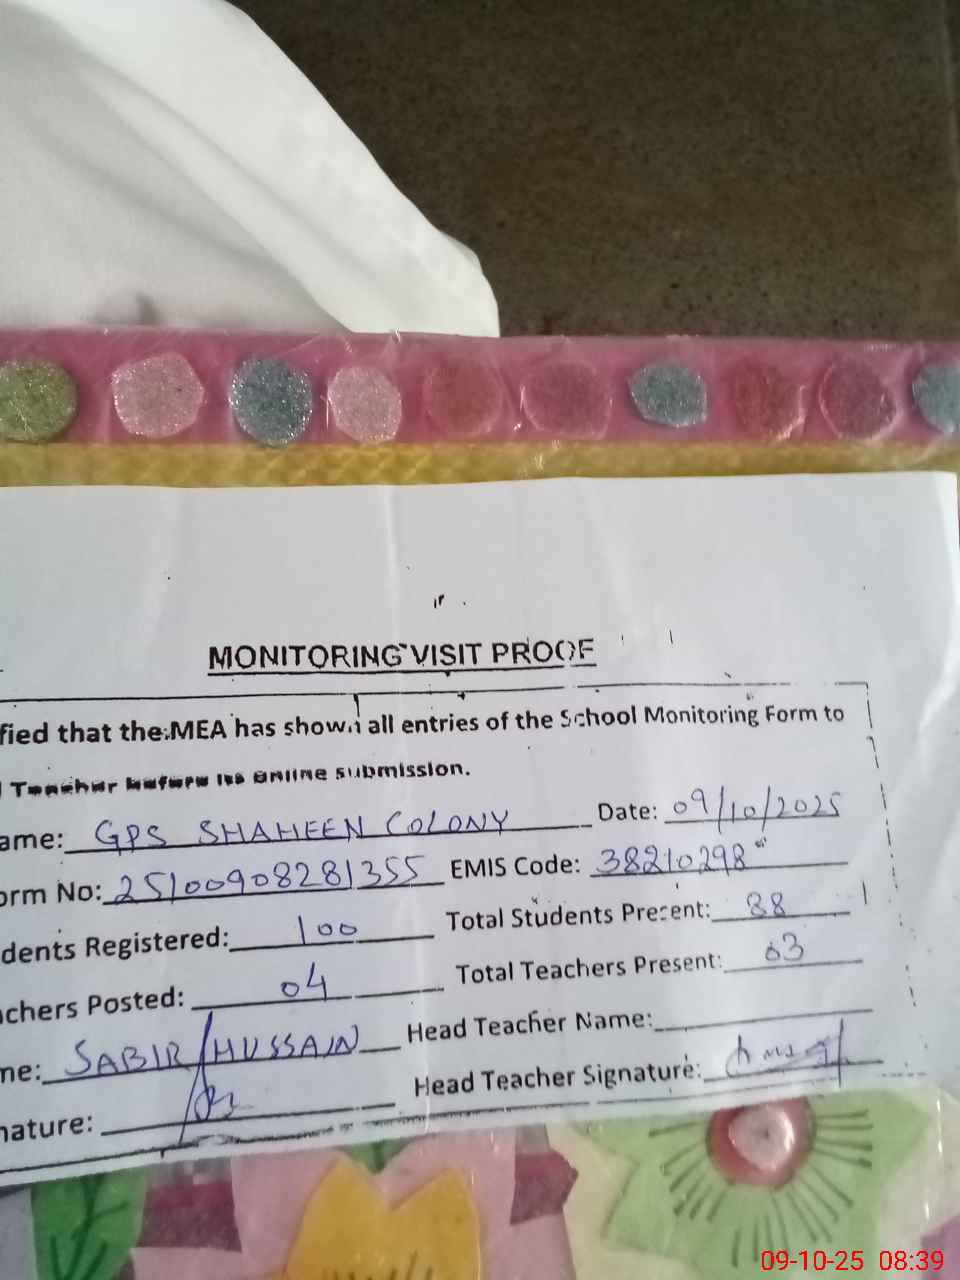 MONITORING VISIT PROOF
fied that the MEA has shown all entries of the School Monitoring Form to
Teacher before its online submission.
ame: GPS SHAHEEN COLONY Date: 09/10/2025
orm No: 25100908281355 EMIS Code: 38210298
dents Registered: 100 Total Students Present: 88
chers Posted: 04 Total Teachers Present: 03
me: SABIR HUSSAIN Head Teacher Name:
nature: Head Teacher Signature:
09-10-25 08:39